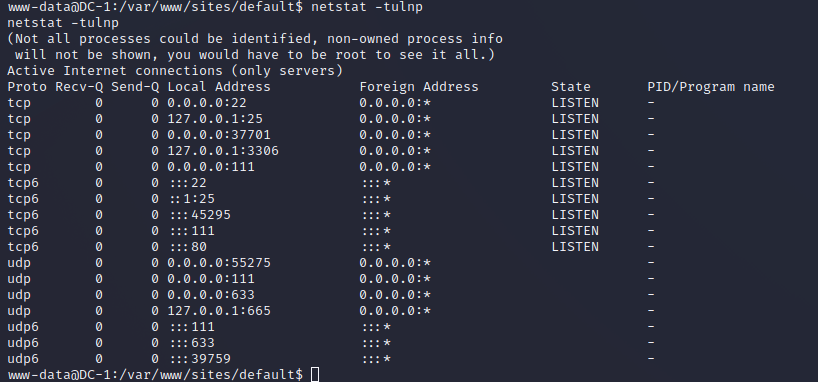 www-data@DC-1:/var/www/sites/default$ netstat -tulnp
netstat -tulnp
(Not all processes could be identified, non-owned process info
 will not be shown, you would have to be root to see it all.)
Active Internet connections (only servers)
Proto Recv-Q Send-Q Local Address           Foreign Address         State       PID/Program name
tcp        0      0 0.0.0.0:22              0.0.0.0:*               LISTEN      -
tcp        0      0 127.0.0.1:25            0.0.0.0:*               LISTEN      -
tcp        0      0 0.0.0.0:37701           0.0.0.0:*               LISTEN      -
tcp        0      0 127.0.0.1:3306          0.0.0.0:*               LISTEN      -
tcp        0      0 0.0.0.0:111             0.0.0.0:*               LISTEN      -
tcp6       0      0 :::22                   :::*                    LISTEN      -
tcp6       0      0 ::1:25                  :::*                    LISTEN      -
tcp6       0      0 :::45295                :::*                    LISTEN      -
tcp6       0      0 :::111                  :::*                    LISTEN      -
tcp6       0      0 :::80                   :::*                    LISTEN      -
udp        0      0 0.0.0.0:55275           0.0.0.0:*                           -
udp        0      0 0.0.0.0:111             0.0.0.0:*                           -
udp        0      0 0.0.0.0:633             0.0.0.0:*                           -
udp        0      0 127.0.0.1:665           0.0.0.0:*                           -
udp6       0      0 :::111                  :::*                                -
udp6       0      0 :::633                  :::*                                -
udp6       0      0 :::39759                :::*                                -
www-data@DC-1:/var/www/sites/default$